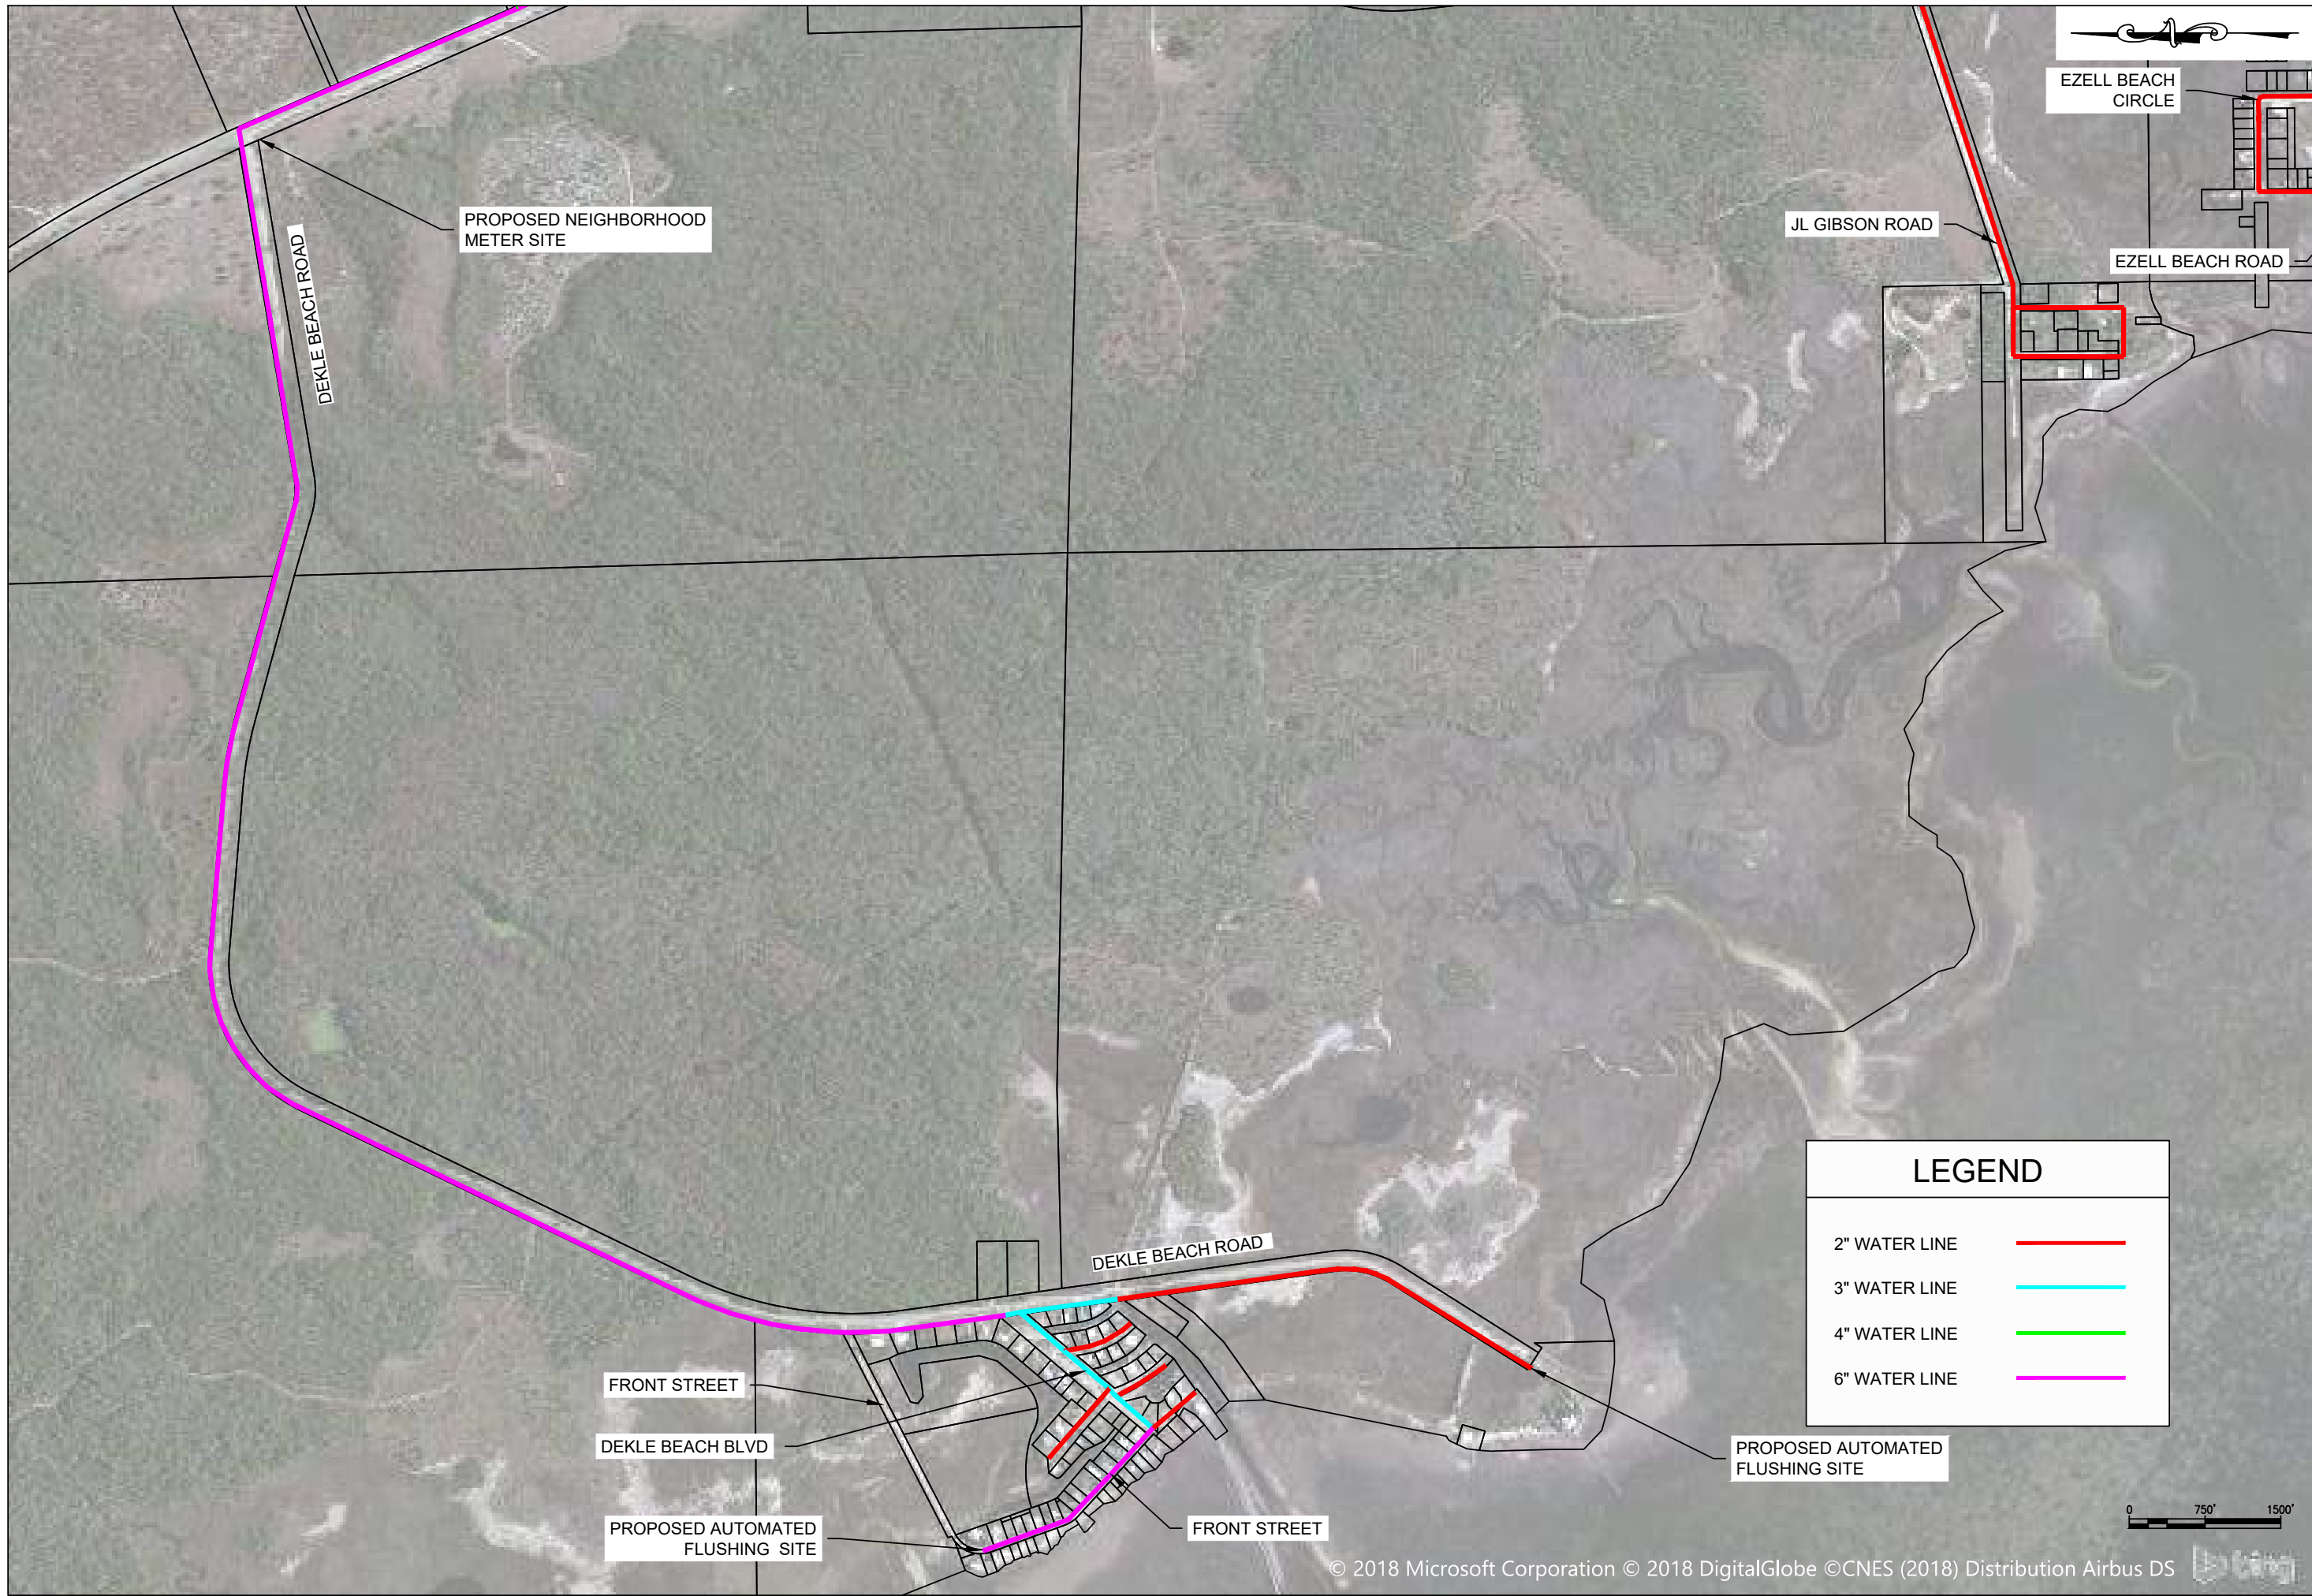 EZELL BEACH
CIRCLE
PROPOSED NEIGHBORHOOD
METER SITE
DEKLE BEACH ROAD
JL GIBSON ROAD
EZELL BEACH ROAD
DEKLE BEACH ROAD
LEGEND
2" WATER LINE
3" WATER LINE
4" WATER LINE
6" WATER LINE
FRONT STREET
DEKLE BEACH BLVD
PROPOSED AUTOMATED
FLUSHING SITE
PROPOSED AUTOMATED
FLUSHING SITE
FRONT STREET
0 750' 1500'
© 2018 Microsoft Corporation © 2018 DigitalGlobe ©CNES (2018) Distribution Airbus DS
bing